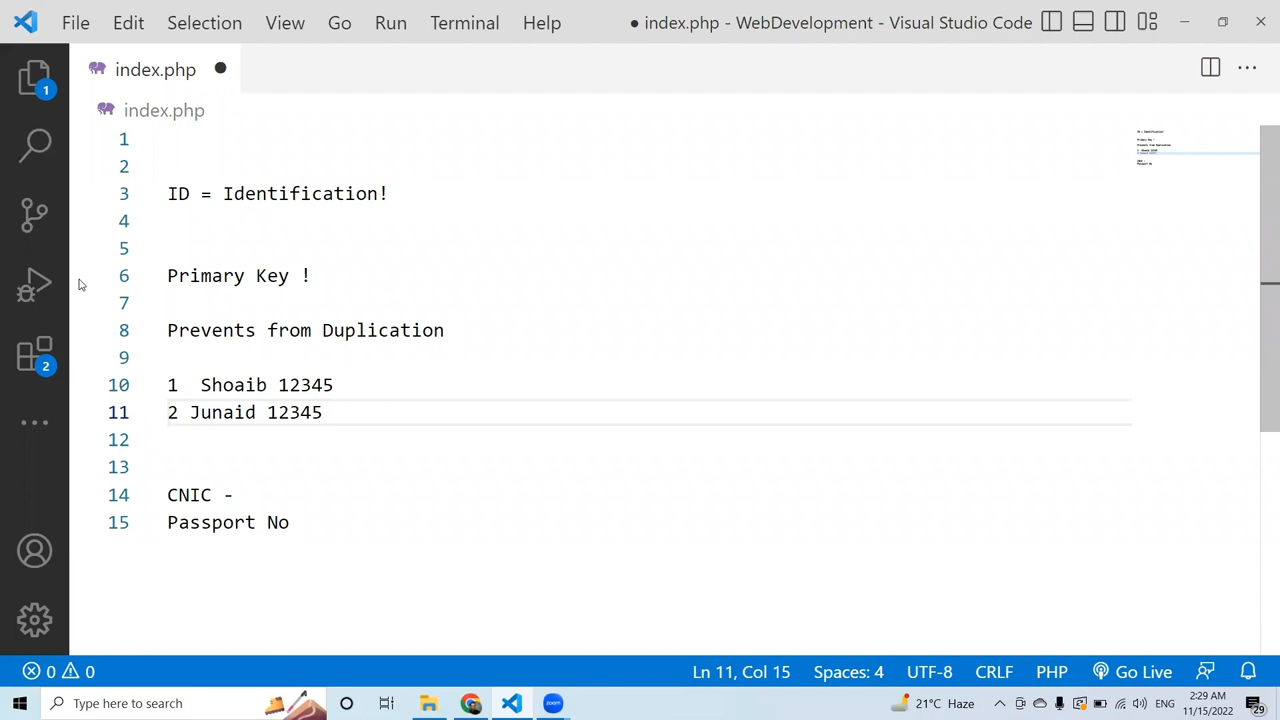 File Edit Selection View Go Run Terminal Help ● index.php - WebDevelopment - Visual Studio Code
index.php
index.php
1
1
2
3 ID = Identification!
4
5
6 Primary Key !
7
8 Prevents from Duplication
9
10 1  Shoaib 12345
11 2 Junaid 12345
2
12
13
14 CNIC -
15 Passport No
0 0 Ln 11, Col 15 Spaces: 4 UTF-8 CRLF PHP Go Live
Type here to search zoom 21°C Haze ENG 2:29 AM
11/15/2022 29